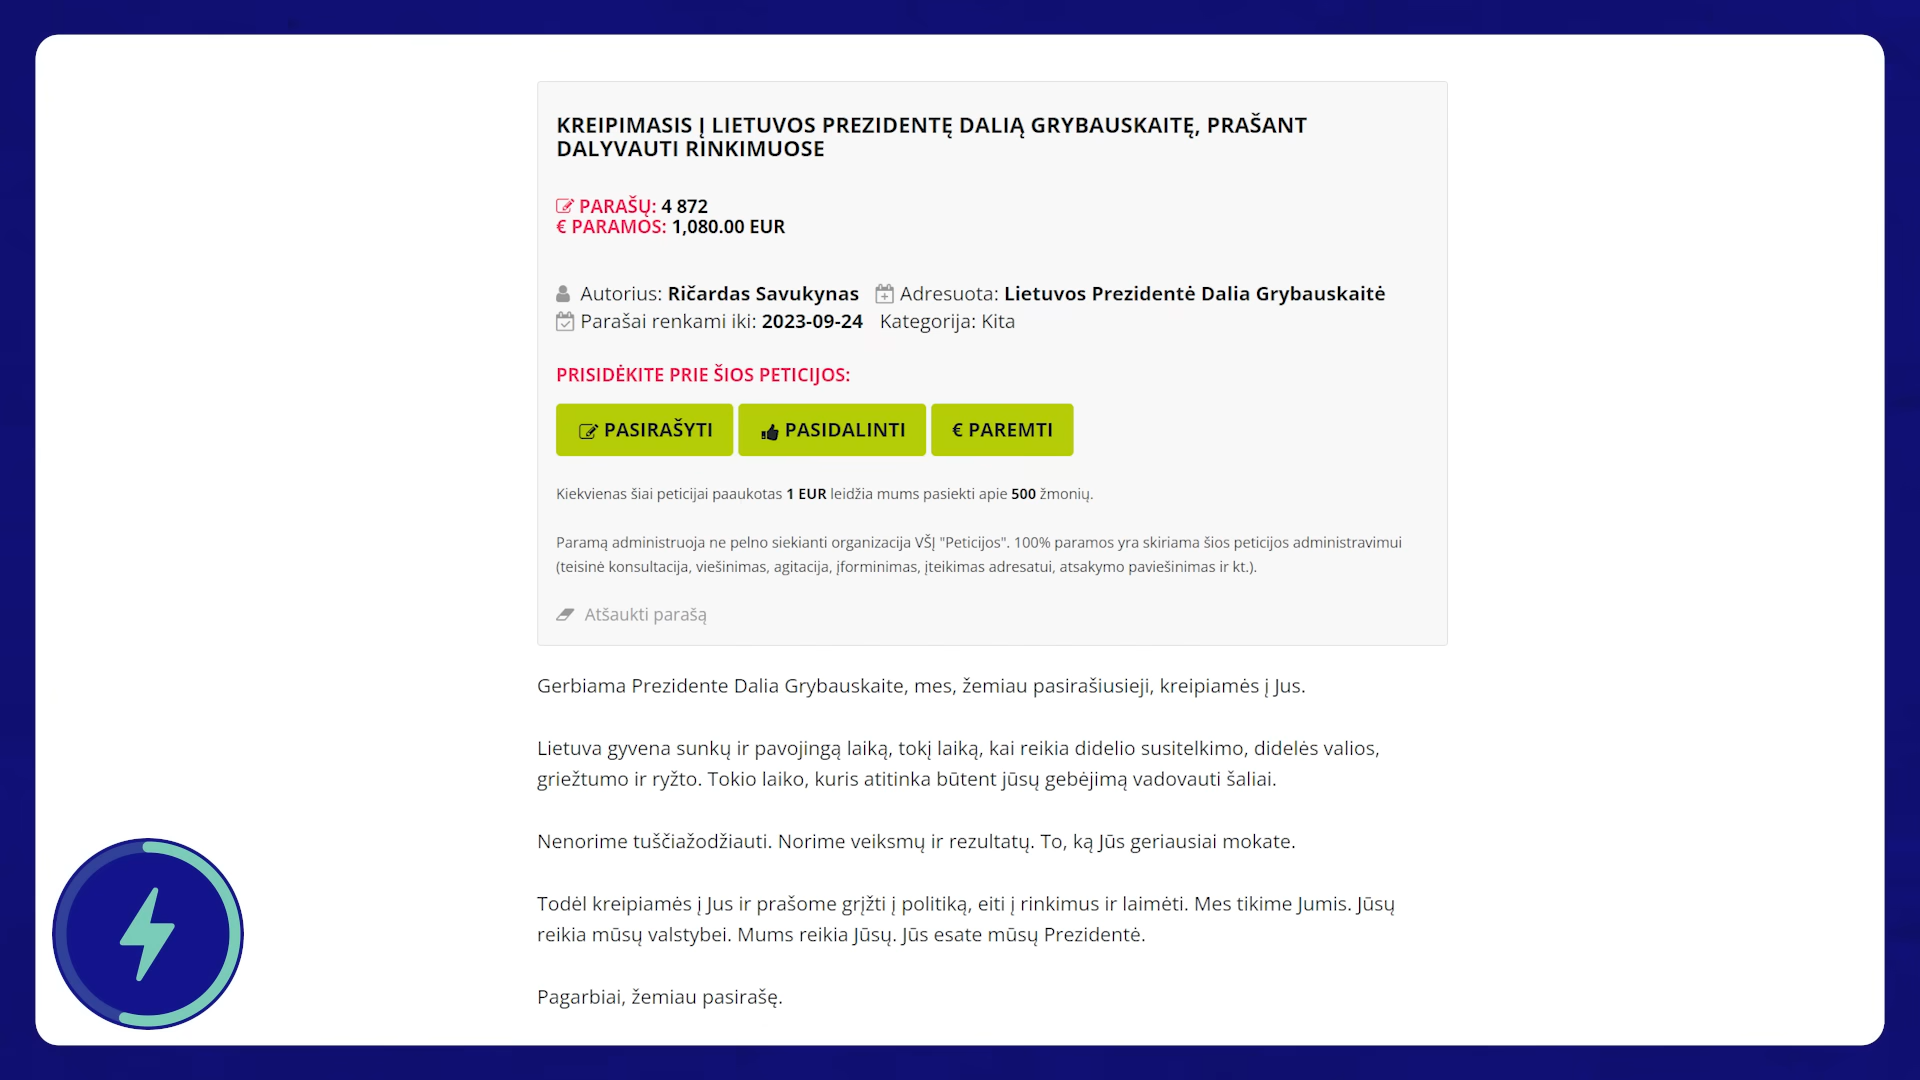 KREIPIMASIS Į LIETUVOS PREZIDENTĘ DALIĄ GRYBAUSKAITĘ, PRAŠANT
DALYVAUTI RINKIMUOSE
PARAŠŲ: 4 872
€ PARAMOS: 1,080.00 EUR
Autorius: Ričardas Savukynas Adresuota: Lietuvos Prezidentė Dalia Grybauskaitė
Parašai renkami iki: 2023-09-24 Kategorija: Kita
PRISIDĖKITE PRIE ŠIOS PETICIJOS:
PASIRAŠYTI PASIDALINTI € PAREMTI
Kiekvienas šiai peticijai paaukotas 1 EUR leidžia mums pasiekti apie 500 žmonių.
Paramą administruoja ne pelno siekianti organizacija VŠĮ "Peticijos". 100% paramos yra skiriama šios peticijos administravimui
(teisinė konsultacija, viešinimas, agitacija, įforminimas, įteikimas adresatui, atsakymo paviešinimas ir kt.).
Atšaukti parašą
Gerbiama Prezidente Dalia Grybauskaite, mes, žemiau pasirašiusieji, kreipiamės į Jus.
Lietuva gyvena sunkų ir pavojingą laiką, tokį laiką, kai reikia didelio susitelkimo, didelės valios,
griežtumo ir ryžto. Tokio laiko, kuris atitinka būtent jūsų gebėjimą vadovauti šaliai.
Nenorime tuščiažodžiauti. Norime veiksmų ir rezultatų. To, ką Jūs geriausiai mokate.
Todėl kreipiamės į Jus ir prašome grįžti į politiką, eiti į rinkimus ir laimėti. Mes tikime Jumis. Jūsų
reikia mūsų valstybei. Mums reikia Jūsų. Jūs esate mūsų Prezidentė.
Pagarbiai, žemiau pasirašę.